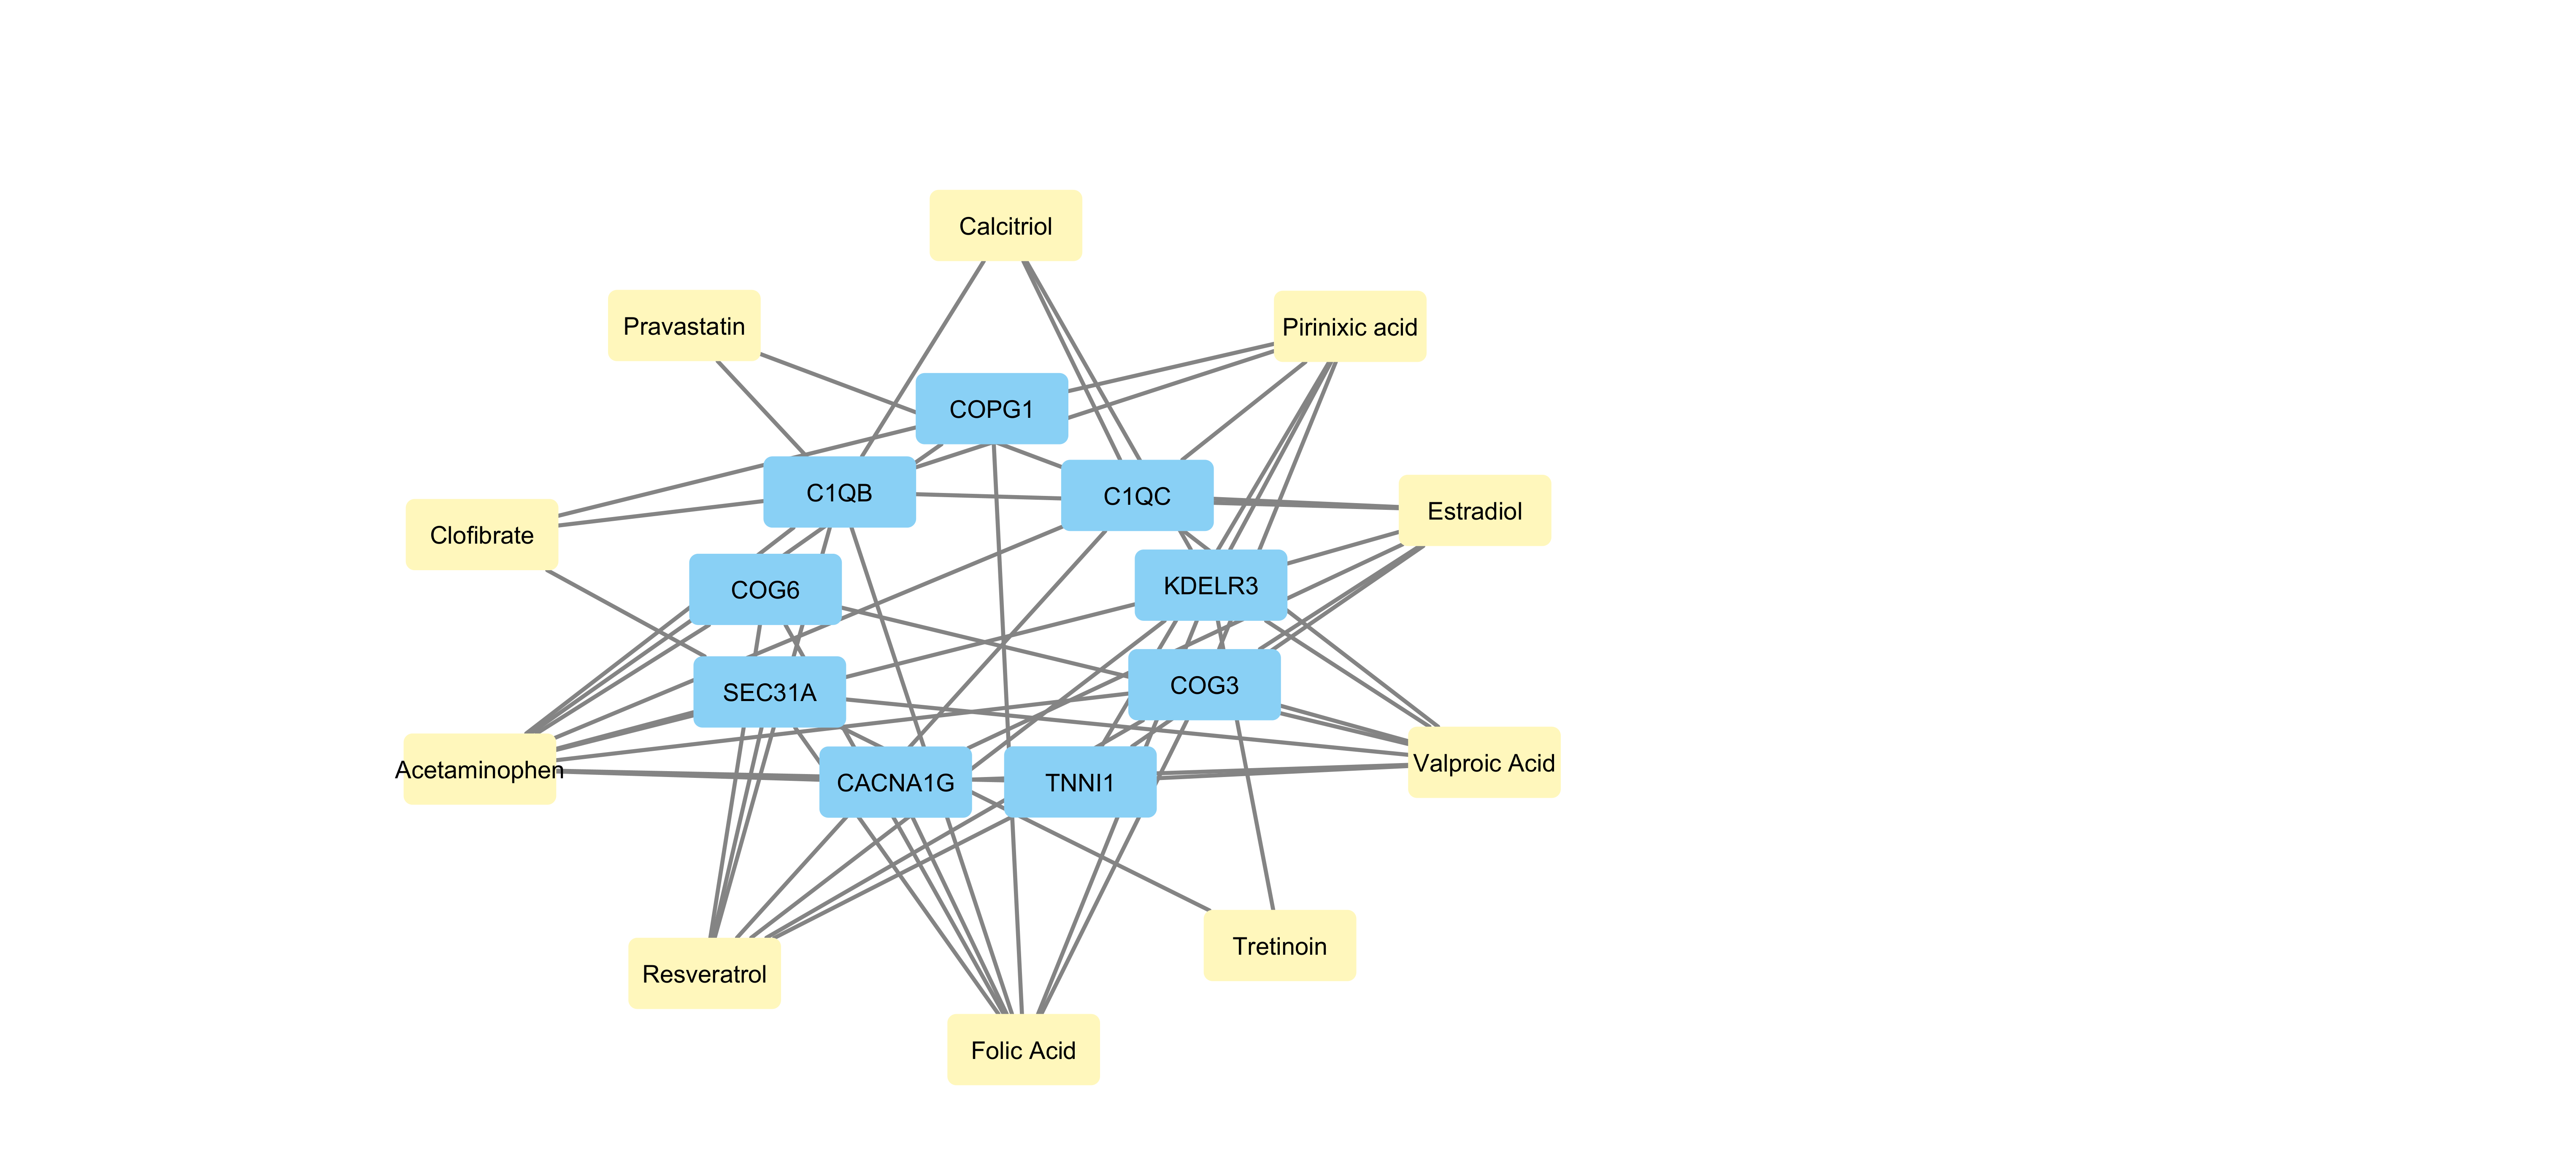 Calcitriol
Pravastatin
Pirinixic acid
COPG1
C1QB
C1QC
Estradiol
Clofibrate
COG6
KDELR3
SEC31A
COG3
Acetaminophen
CACNA1G
TNNI1
Valproic Acid
Tretinoin
Resveratrol
Folic Acid